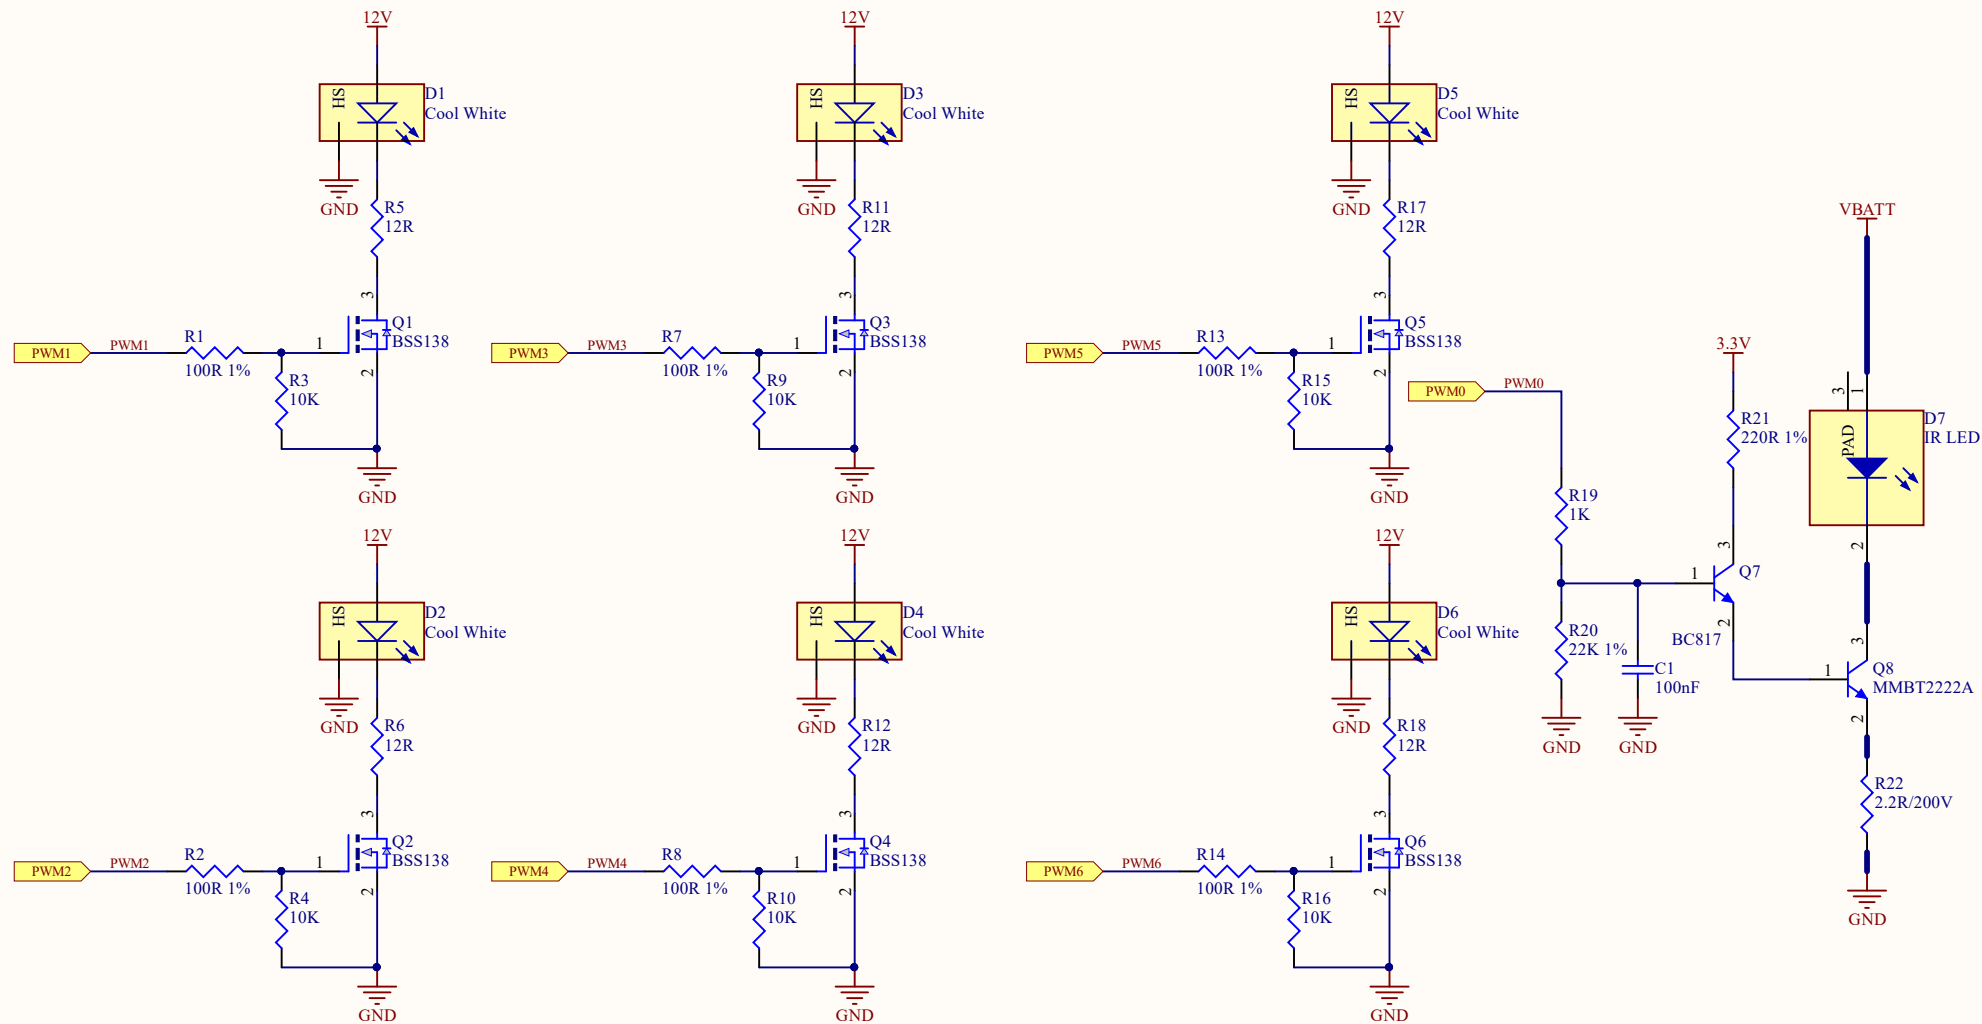 12V
D1
Cool White
HS
GND
R5
12R
3
Q1
BSS138
1
2
PWM1
PWM1
R1
100R 1%
R3
10K
GND
12V
D3
Cool White
HS
GND
R11
12R
3
Q3
BSS138
1
2
PWM3
PWM3
R7
100R 1%
R9
10K
GND
12V
D5
Cool White
HS
GND
R17
12R
3
Q5
BSS138
1
2
PWM5
PWM5
R13
100R 1%
R15
10K
GND
12V
D2
Cool White
HS
GND
R6
12R
3
Q2
BSS138
1
2
PWM2
PWM2
R2
100R 1%
R4
10K
GND
12V
D4
Cool White
HS
GND
R12
12R
3
Q4
BSS138
1
2
PWM4
PWM4
R8
100R 1%
R10
10K
GND
12V
D6
Cool White
HS
GND
R18
12R
3
Q6
BSS138
1
2
PWM6
PWM6
R14
100R 1%
R16
10K
GND
PWM0
PWM0
R19
1K
R20
22K 1%
GND
C1
100nF
GND
3.3V
R21
220R 1%
3
1
Q7
2
BC817
VBATT
3
1
D7
IR LED
PAD
2
3
1
Q8
MMBT2222A
2
R22
2.2R/200V
GND